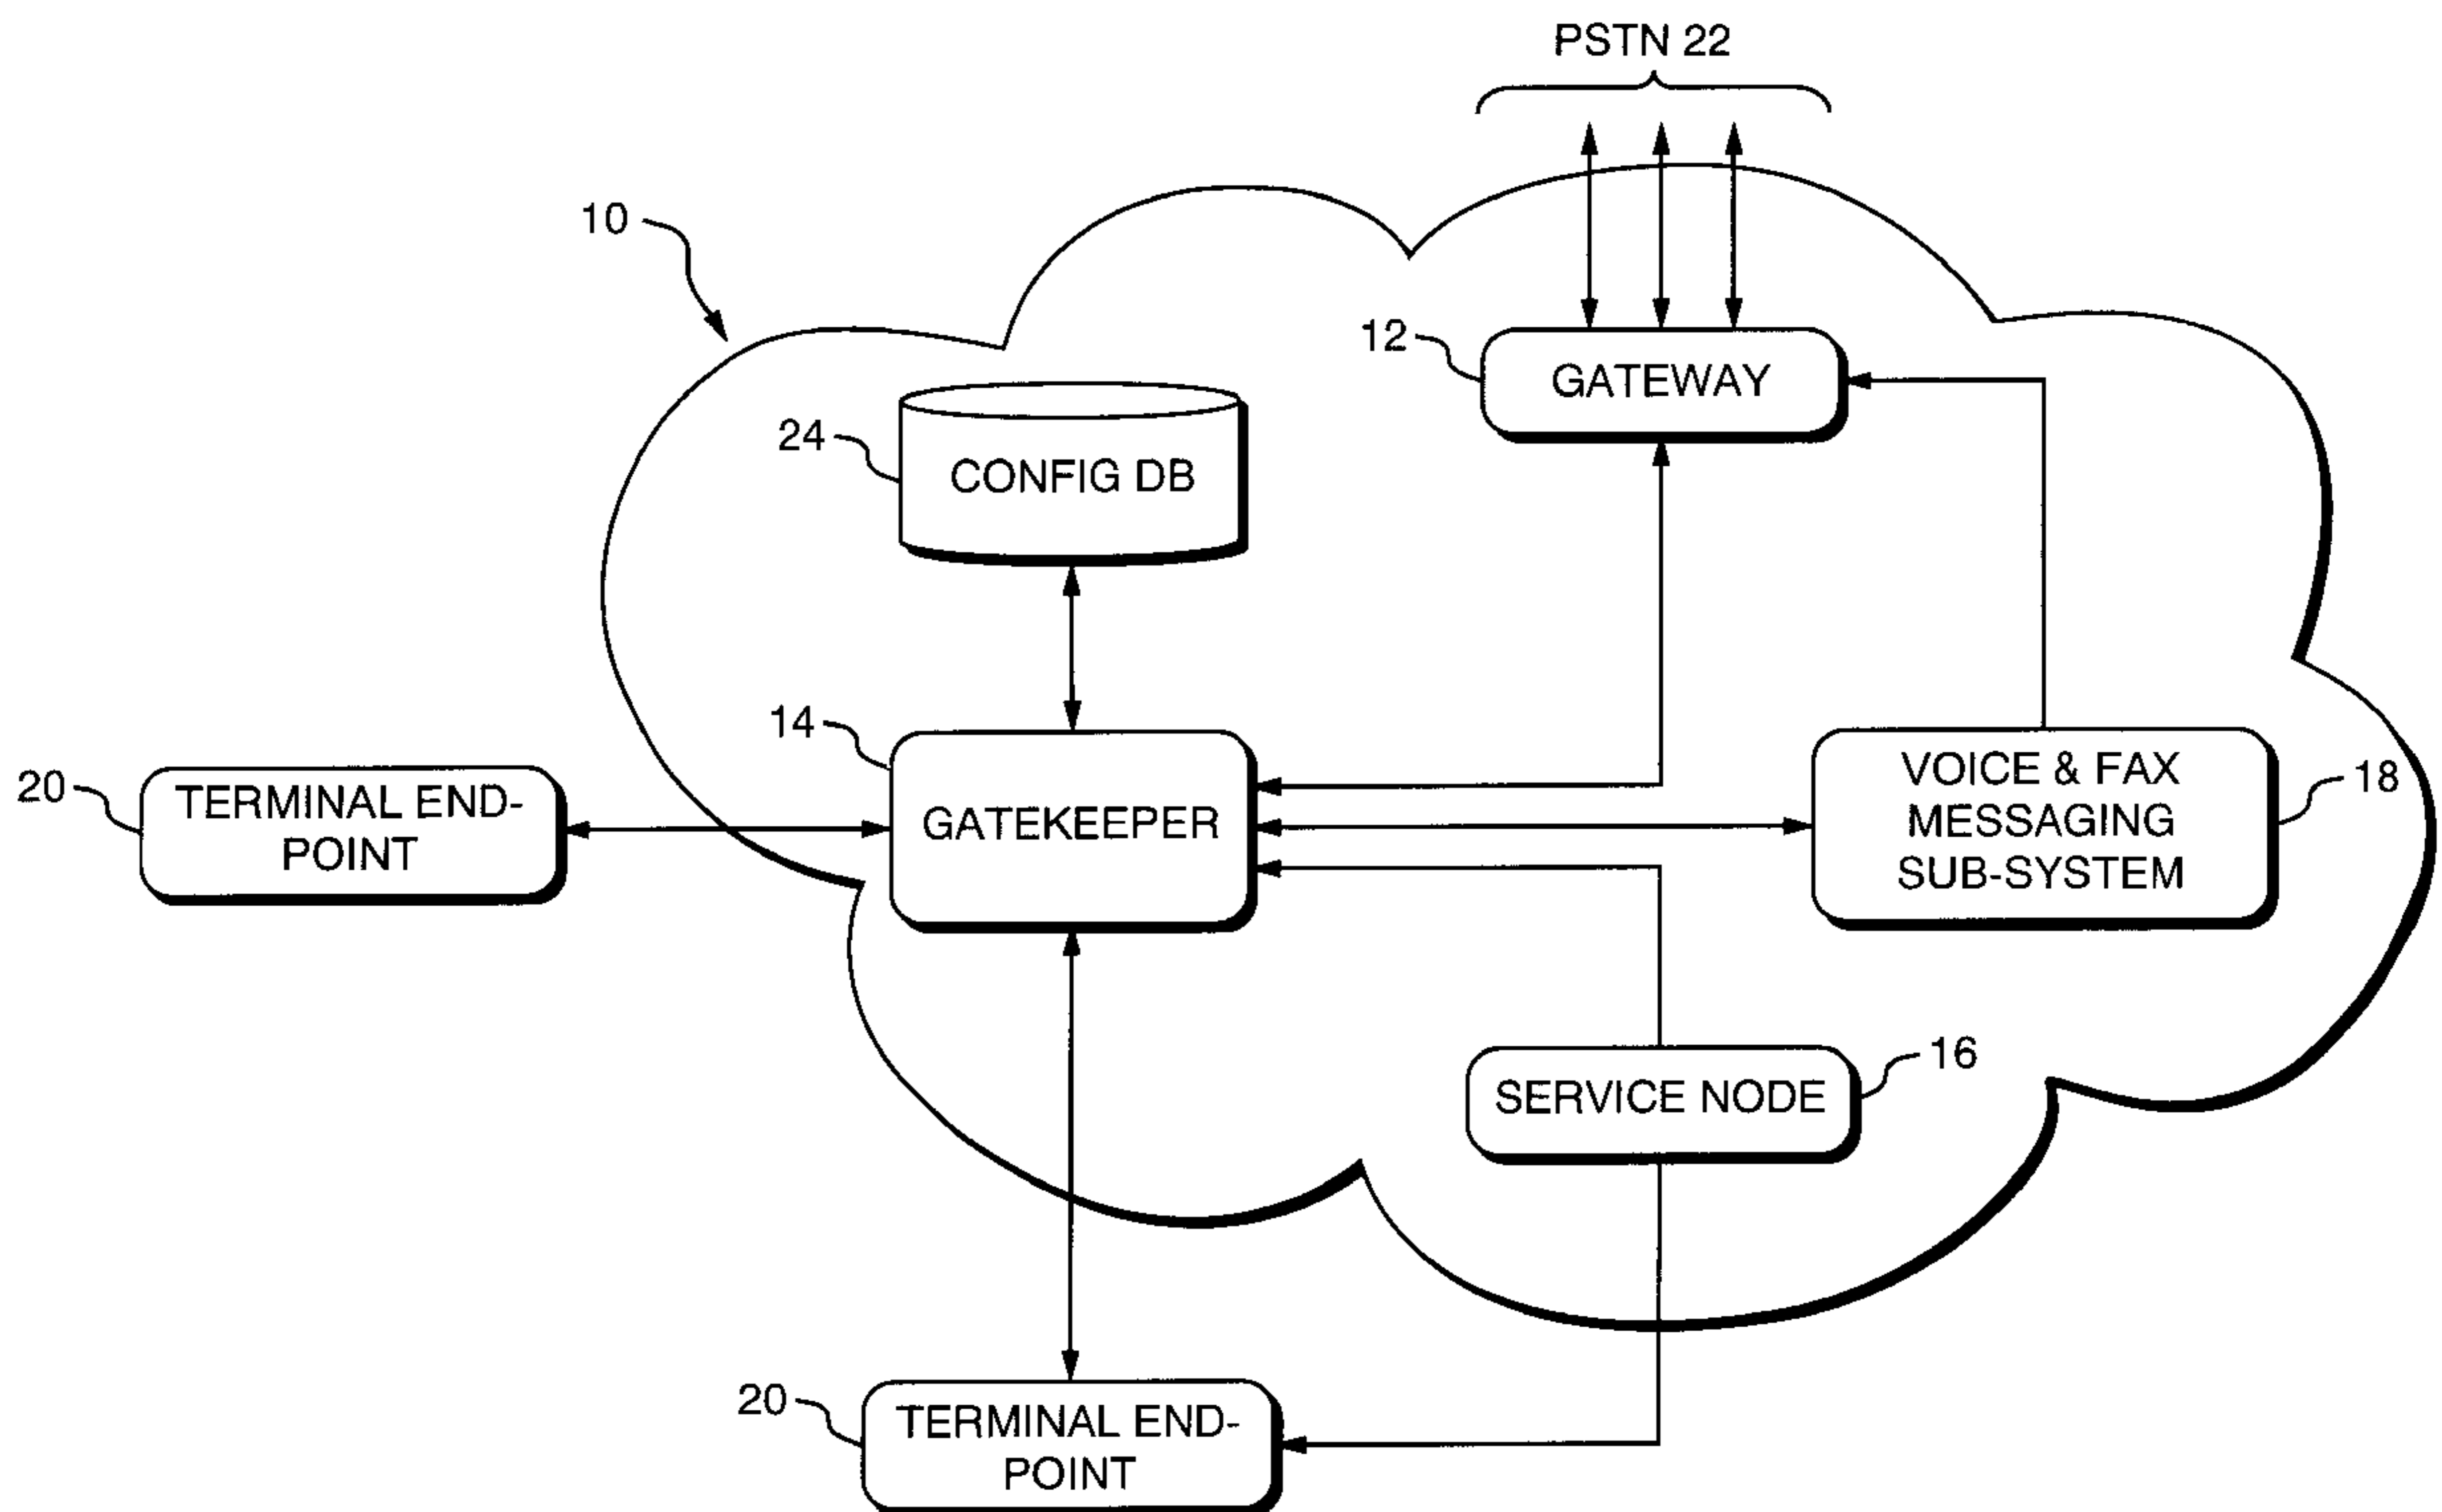 PSTN 22
10
12
GATEWAY
24
CONFIG DB
14
GATEKEEPER
20
TERMINAL END-
POINT
VOICE & FAX
MESSAGING
SUB-SYSTEM
18
16
SERVICE NODE
20
TERMINAL END-
POINT